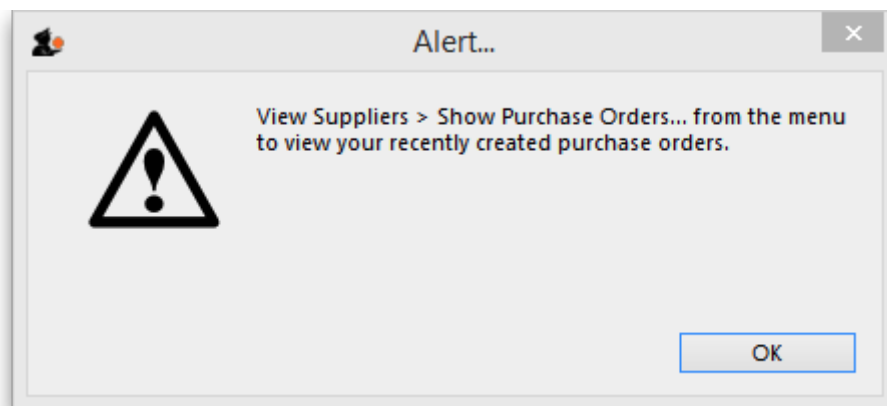 Alert...
View Suppliers > Show Purchase Orders... from the menu
to view your recently created purchase orders.
OK